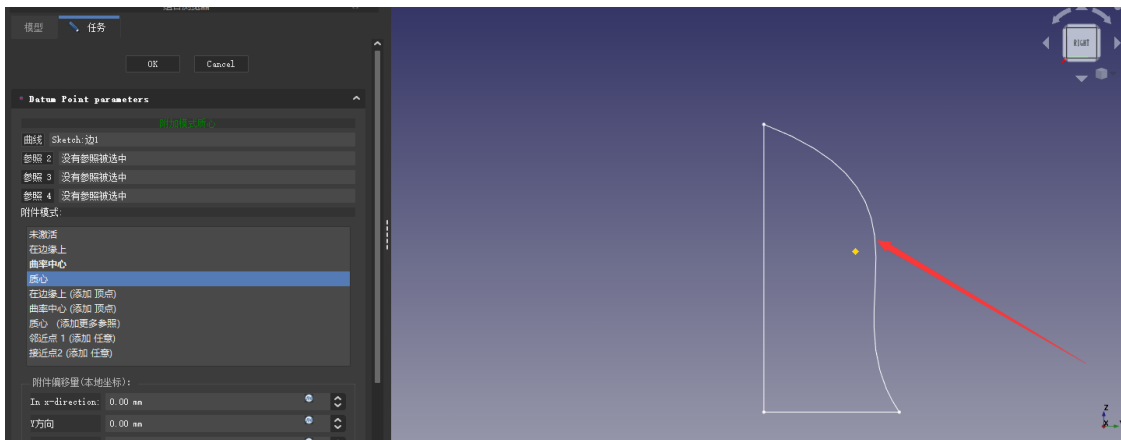 组合浏览器
模型 任务
OK Cancel
Datum Point parameters
附加模式质心
曲线 Sketch:边1
参照 2 没有参照被选中
参照 3 没有参照被选中
参照 4 没有参照被选中
附件模式:
未激活
在边缘上
曲率中心
质心
在边缘上 (添加 顶点)
曲率中心 (添加 顶点)
质心 (添加更多参照)
邻近点 1 (添加 任意)
接近点2 (添加 任意)
附件偏移量(本地坐标):
In x-direction: 0.00 mm
Y方向 0.00 mm
RIGHT
Z
X